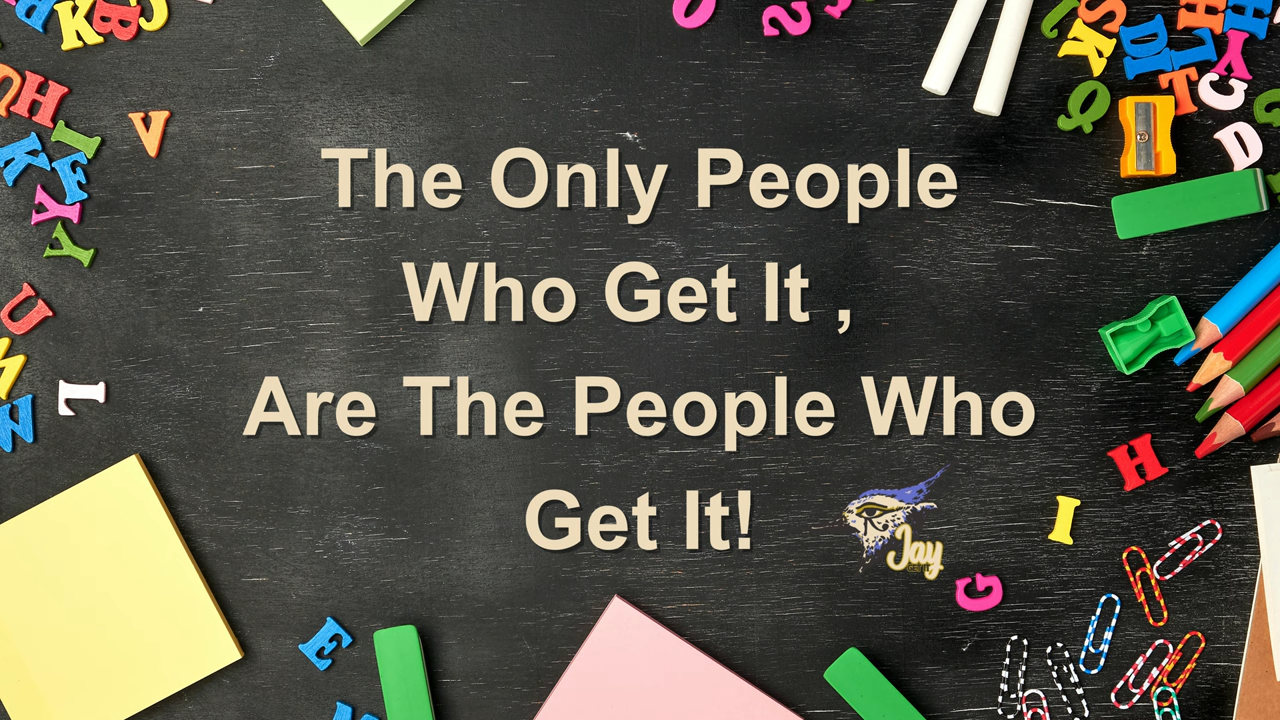 The Only People
Who Get It ,
Are The People Who
Get It!
Jay